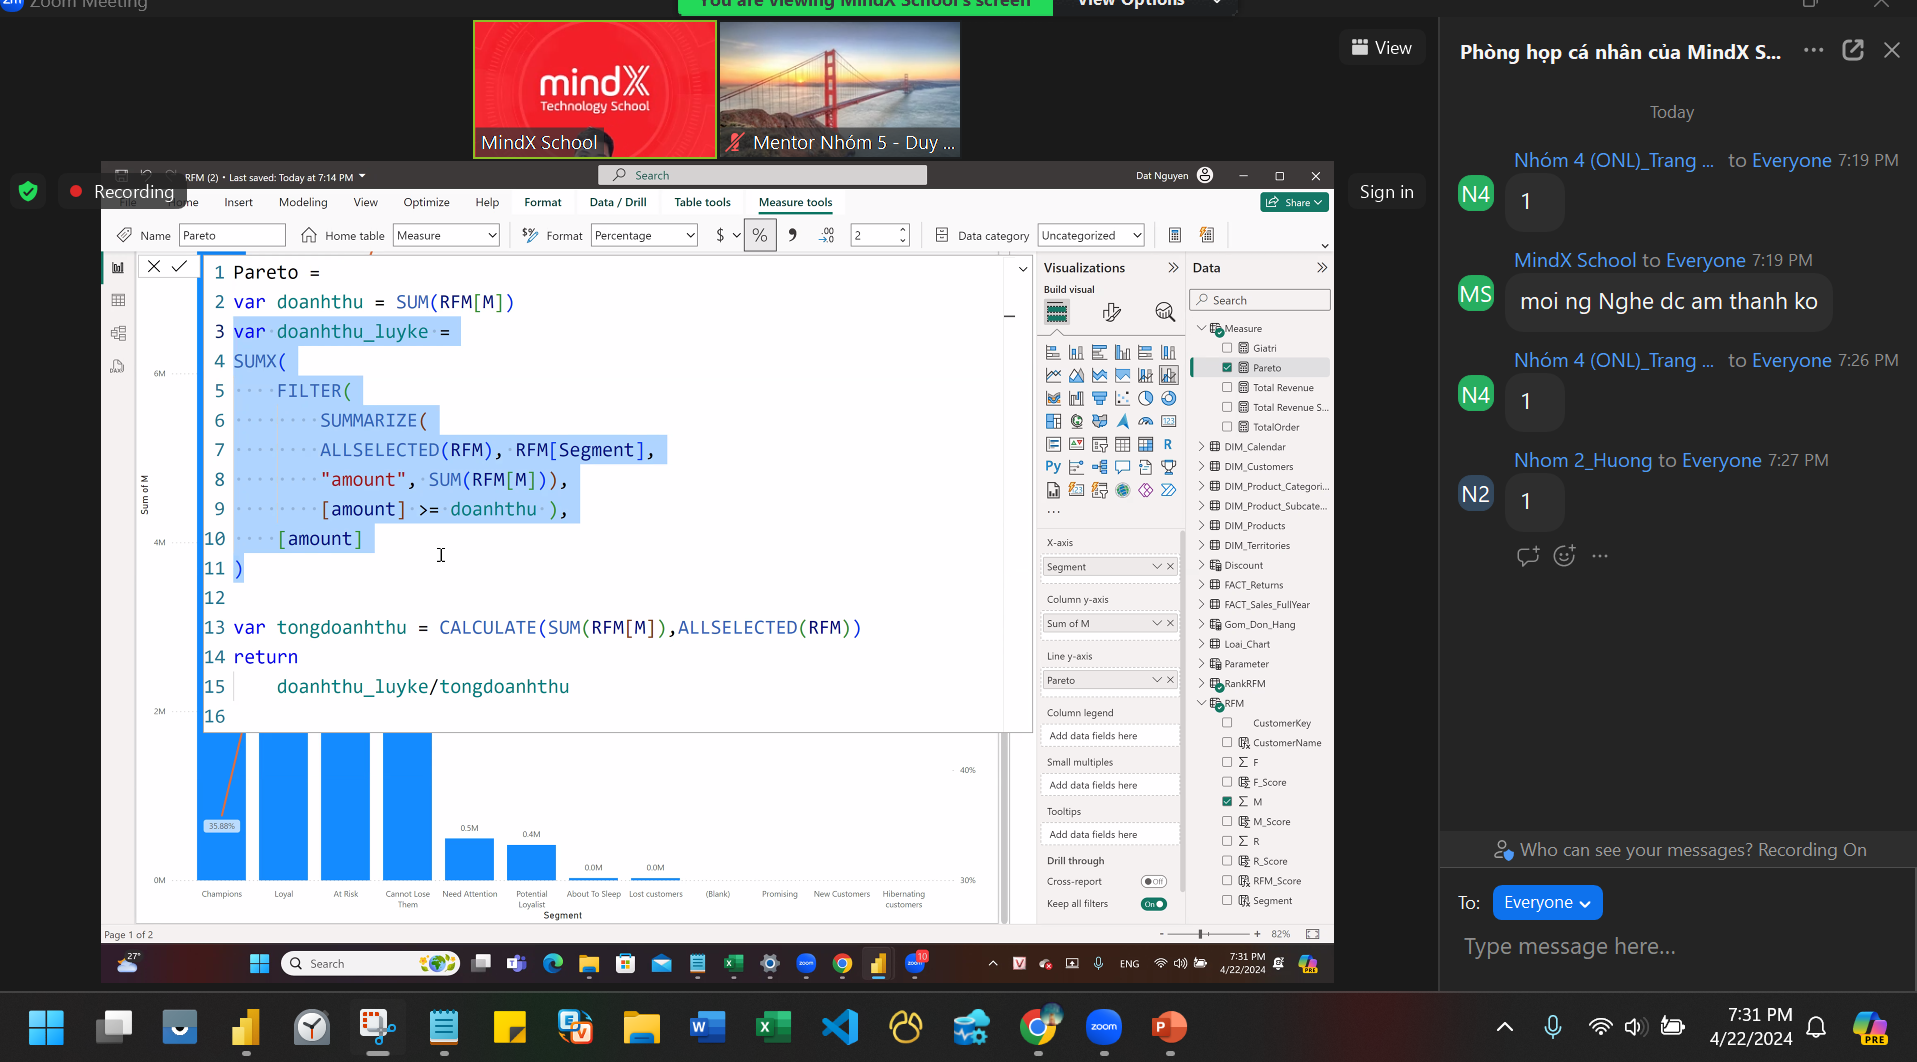 Zoom Meeting
You are viewing MindX School's screen
View Options
mindX
Technology School
MindX School
Mentor Nhóm 5 - Duy ...
View
Recording
Sign in
RFM (2) • Last saved: Today at 7:14 PM
Search
Dat Nguyen
File
Home
Insert
Modeling
View
Optimize
Help
Format
Data / Drill
Table tools
Measure tools
Share
Name
Pareto
Home table
Measure
Format
Percentage
$
%
2
Data category
Uncategorized
1 Pareto =
2 var doanhthu = SUM(RFM[M])
3 var doanhthu_luyke =
4 SUMX(
5 FILTER(
6 SUMMARIZE(
7 ALLSELECTED(RFM), RFM[Segment],
8 "amount", SUM(RFM[M])),
9 [amount] >= doanhthu ),
10 [amount]
11 )
12
13 var tongdoanhthu = CALCULATE(SUM(RFM[M]),ALLSELECTED(RFM))
14 return
15 doanhthu_luyke/tongdoanhthu
16
Sum of M
6M
4M
2M
0M
35.88%
0.5M
0.4M
0.0M
0.0M
40%
30%
Champions
Loyal
At Risk
Cannot Lose Them
Need Attention
Potential Loyalist
About To Sleep
Lost customers
(Blank)
Promising
New Customers
Hibernating customers
Segment
Page 1 of 2
82%
Visualizations
Build visual
R
Py
X-axis
Segment
Column y-axis
Sum of M
Line y-axis
Pareto
Column legend
Add data fields here
Small multiples
Add data fields here
Tooltips
Add data fields here
Drill through
Cross-report
Off
Keep all filters
On
Data
Search
Measure
Giatri
Pareto
Total Revenue
Total Revenue S...
TotalOrder
DIM_Calendar
DIM_Customers
DIM_Product_Categori...
DIM_Product_Subcate...
DIM_Products
DIM_Territories
Discount
FACT_Returns
FACT_Sales_FullYear
Gom_Don_Hang
Loai_Chart
Parameter
RankRFM
RFM
CustomerKey
CustomerName
F
F_Score
M
M_Score
R
R_Score
RFM_Score
Segment
27°
Search
10
ENG
7:31 PM
4/22/2024
PRE
Phòng họp cá nhân của MindX S...
Today
Nhóm 4 (ONL)_Trang ... to Everyone 7:19 PM
N4
1
MindX School to Everyone 7:19 PM
MS
moi ng Nghe dc am thanh ko
Nhóm 4 (ONL)_Trang ... to Everyone 7:26 PM
N4
1
Nhom 2_Huong to Everyone 7:27 PM
N2
1
Who can see your messages? Recording On
To: Everyone
Type message here...
zoom
7:31 PM
4/22/2024
PRE